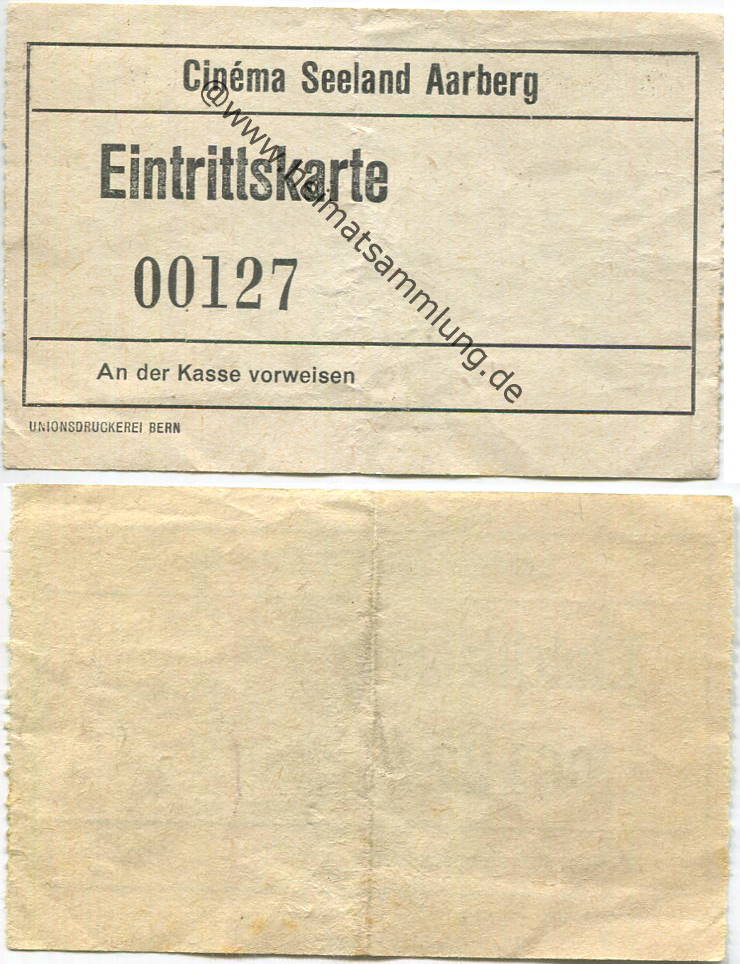 Cinéma Seeland Aarberg
Eintrittskarte
00127
An der Kasse vorweisen
UNIONSDRUCKEREI BERN
@www.heimatsammlung.de